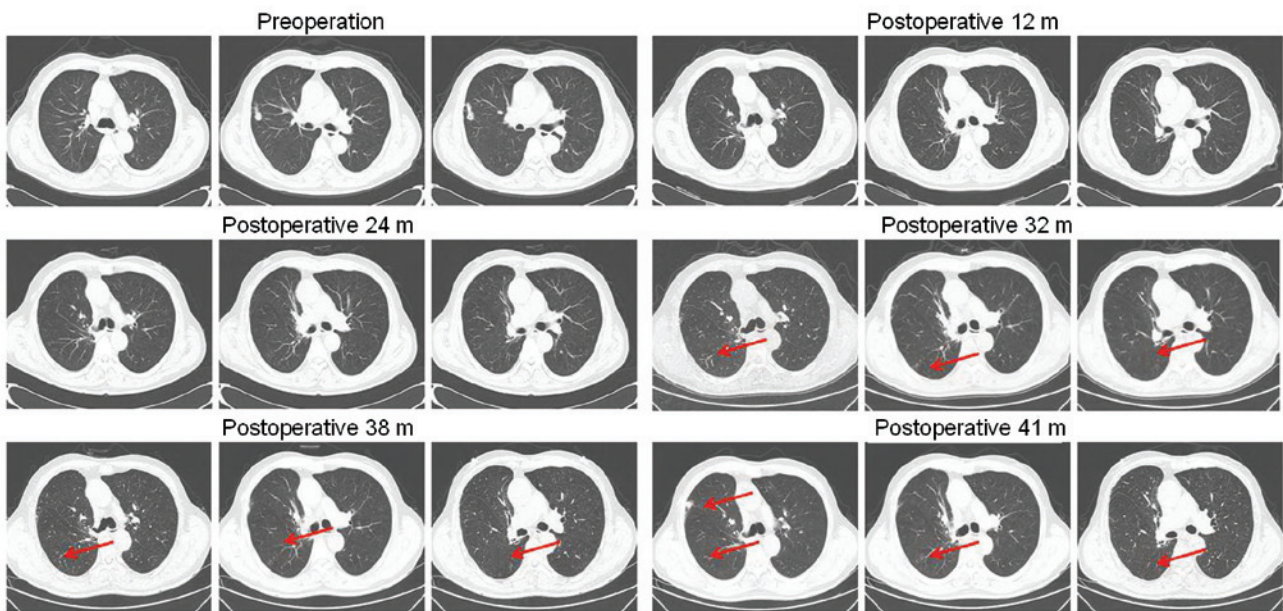 Preoperation
Postoperative 12 m
Postoperative 24 m
Postoperative 32 m
Postoperative 38 m
Postoperative 41 m